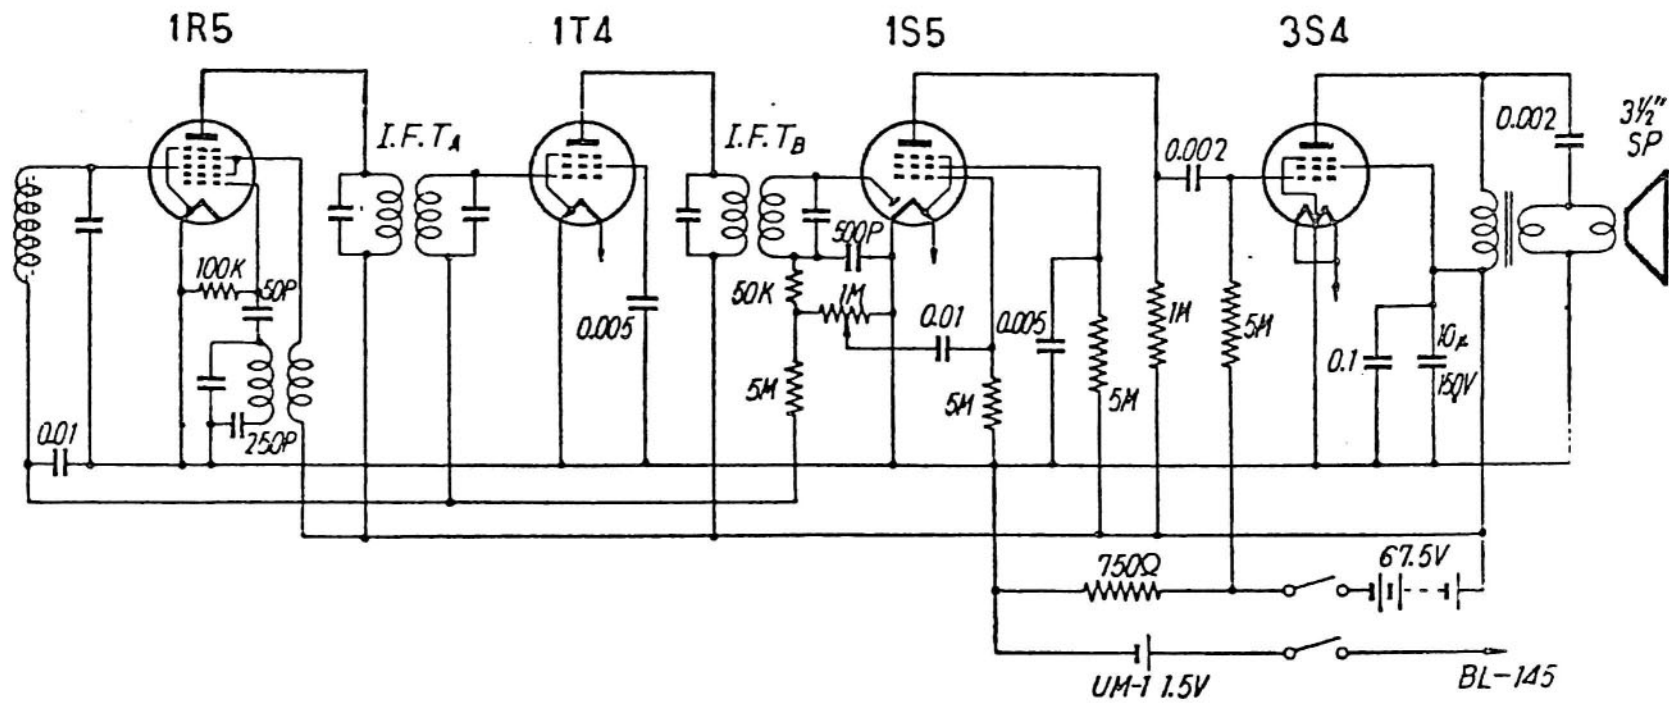 1R5
1T4
1S5
3S4
I.F.T_A
I.F.T_B
0.002
0.002
3½" SP
100K
50P
250P
0.01
0.005
500P
50K
1M
5M
0.01
5M
0.005
5M
1M
5M
0.1
10μ
150V
750Ω
67.5V
UM-1 1.5V
BL-145